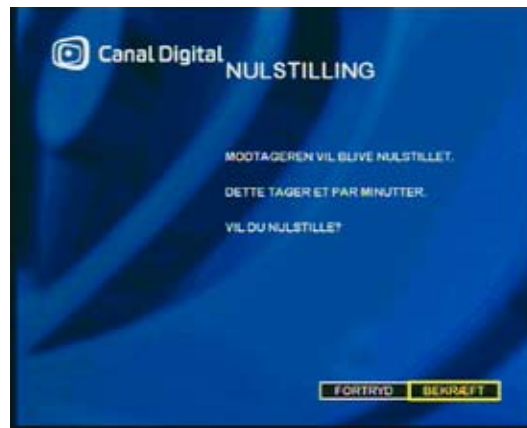 Canal Digital
NULSTILLING
MODTAGEREN VIL BLIVE NULSTILLET.
DETTE TAGER ET PAR MINUTTER.
VIL DU NULSTILLE?
FORTRYD BEKRÆFT